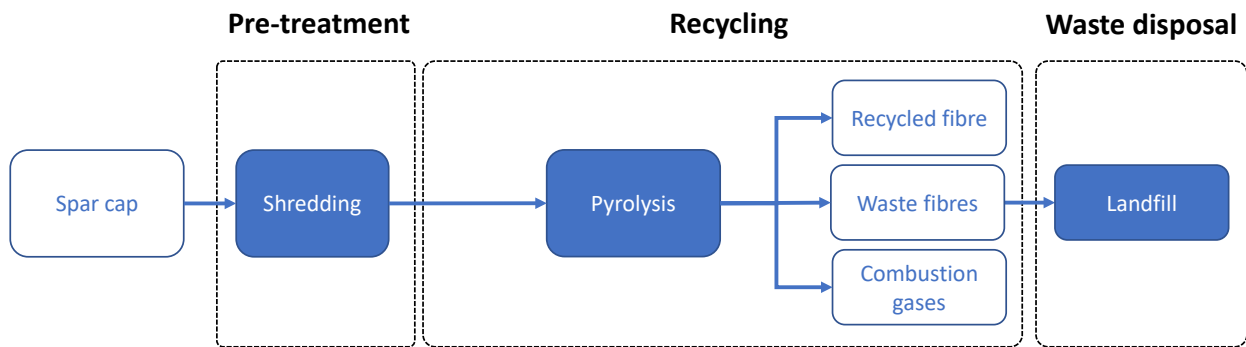 Pre-treatment
Recycling
Waste disposal
Spar cap
Shredding
Pyrolysis
Recycled fibre
Waste fibres
Combustion
gases
Landfill